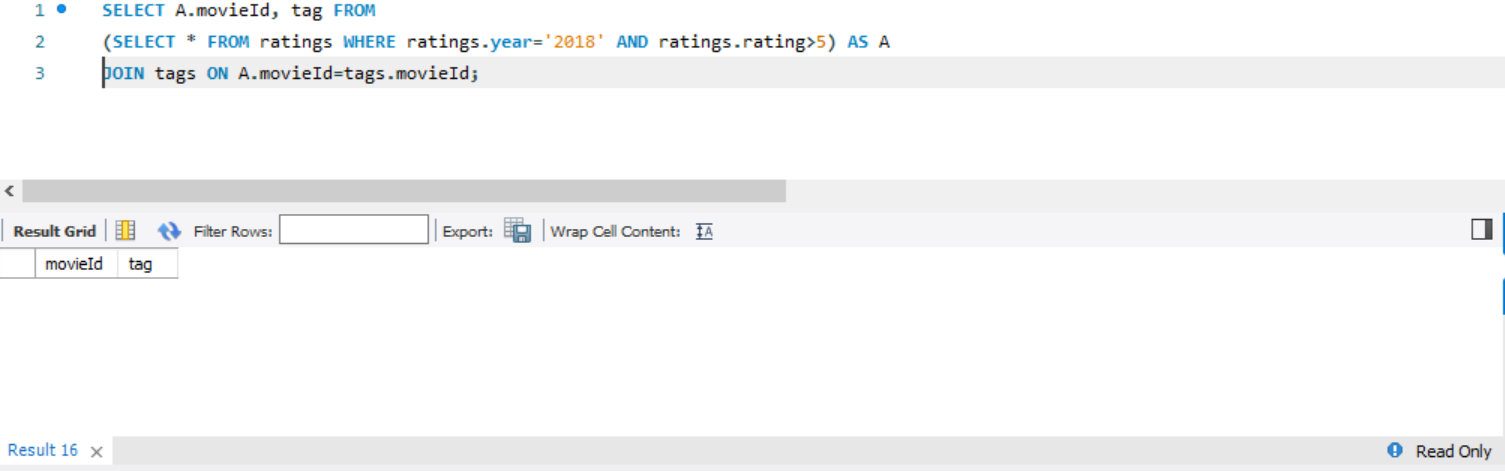 1 SELECT A.movieId, tag FROM
2 (SELECT * FROM ratings WHERE ratings.year='2018' AND ratings.rating>5) AS A
3 JOIN tags ON A.movieId=tags.movieId;
Result Grid Filter Rows: Export: Wrap Cell Content: IA
movieId tag
Result 16 × Read Only